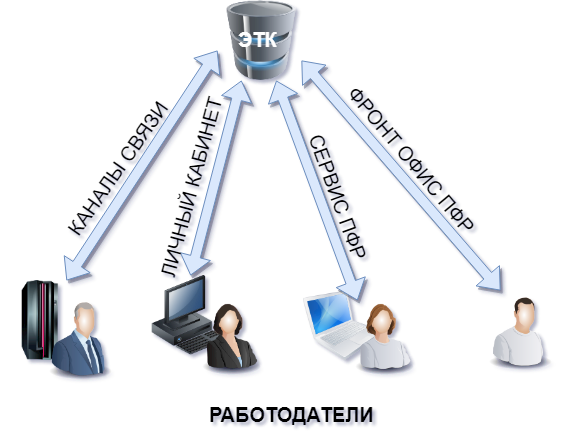 ЭТК
КАНАЛЫ СВЯЗИ
ЛИЧНЫЙ КАБИНЕТ
СЕРВИС ПФР
ФРОНТ ОФИС ПФР
РАБОТОДАТЕЛИ